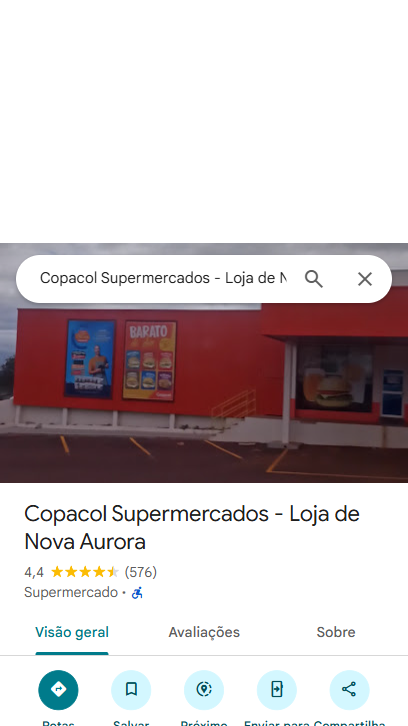 Copacol Supermercados - Loja de N
BARATO
Copacol Supermercados - Loja de
Nova Aurora
4,4 (576)
Supermercado ·
Visão geral
Avaliações
Sobre
Rotas
Salvar
Próximo
Enviar para
Compartilha